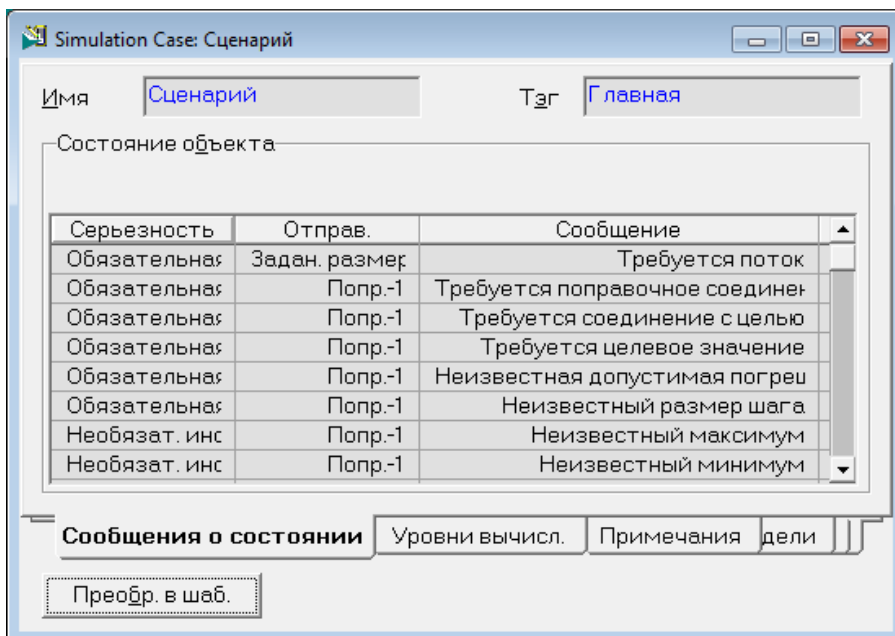 Simulation Case: Сценарий
Имя Сценарий Тэг Главная
Состояние объекта
Серьезность Отправ. Сообщение
Обязательная Задан. размер Требуется поток
Обязательная Попр.-1 Требуется поправочное соединен
Обязательная Попр.-1 Требуется соединение с целью
Обязательная Попр.-1 Требуется целевое значение
Обязательная Попр.-1 Неизвестная допустимая погреш
Обязательная Попр.-1 Неизвестный размер шага
Необязат. инс Попр.-1 Неизвестный максимум
Необязат. инс Попр.-1 Неизвестный минимум
Сообщения о состоянии Уровни вычисл. Примечания дели
Преобр. в шаб.